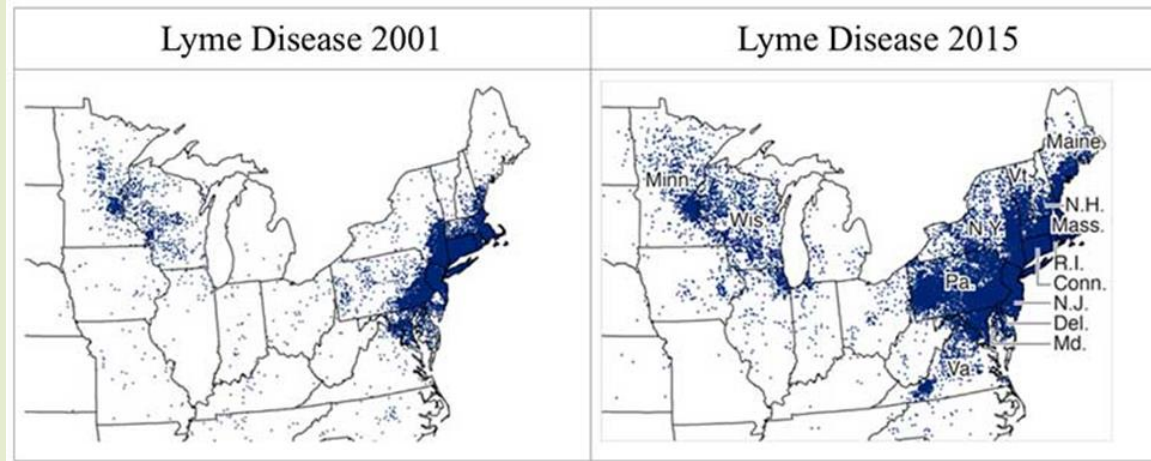 Lyme Disease 2001
Lyme Disease 2015
Maine
Minn.
Vt.
Wis.
N.H.
N.Y.
Mass.
R.I.
Pa.
Conn.
N.J.
Del.
Md.
Va.